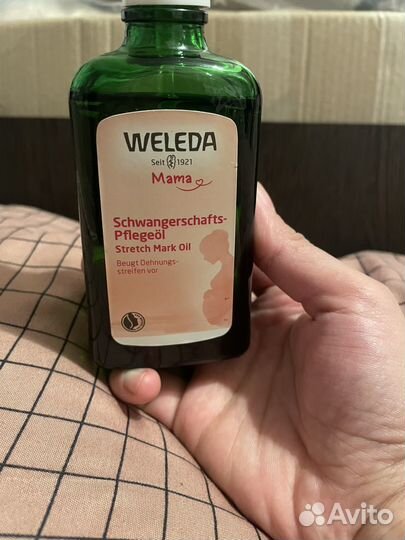 WELEDA
Seit 1921
Mama
Schwangerschafts-
Pflegeöl
Stretch Mark Oil
Beugt Dehnungs-
streifen vor
Avito